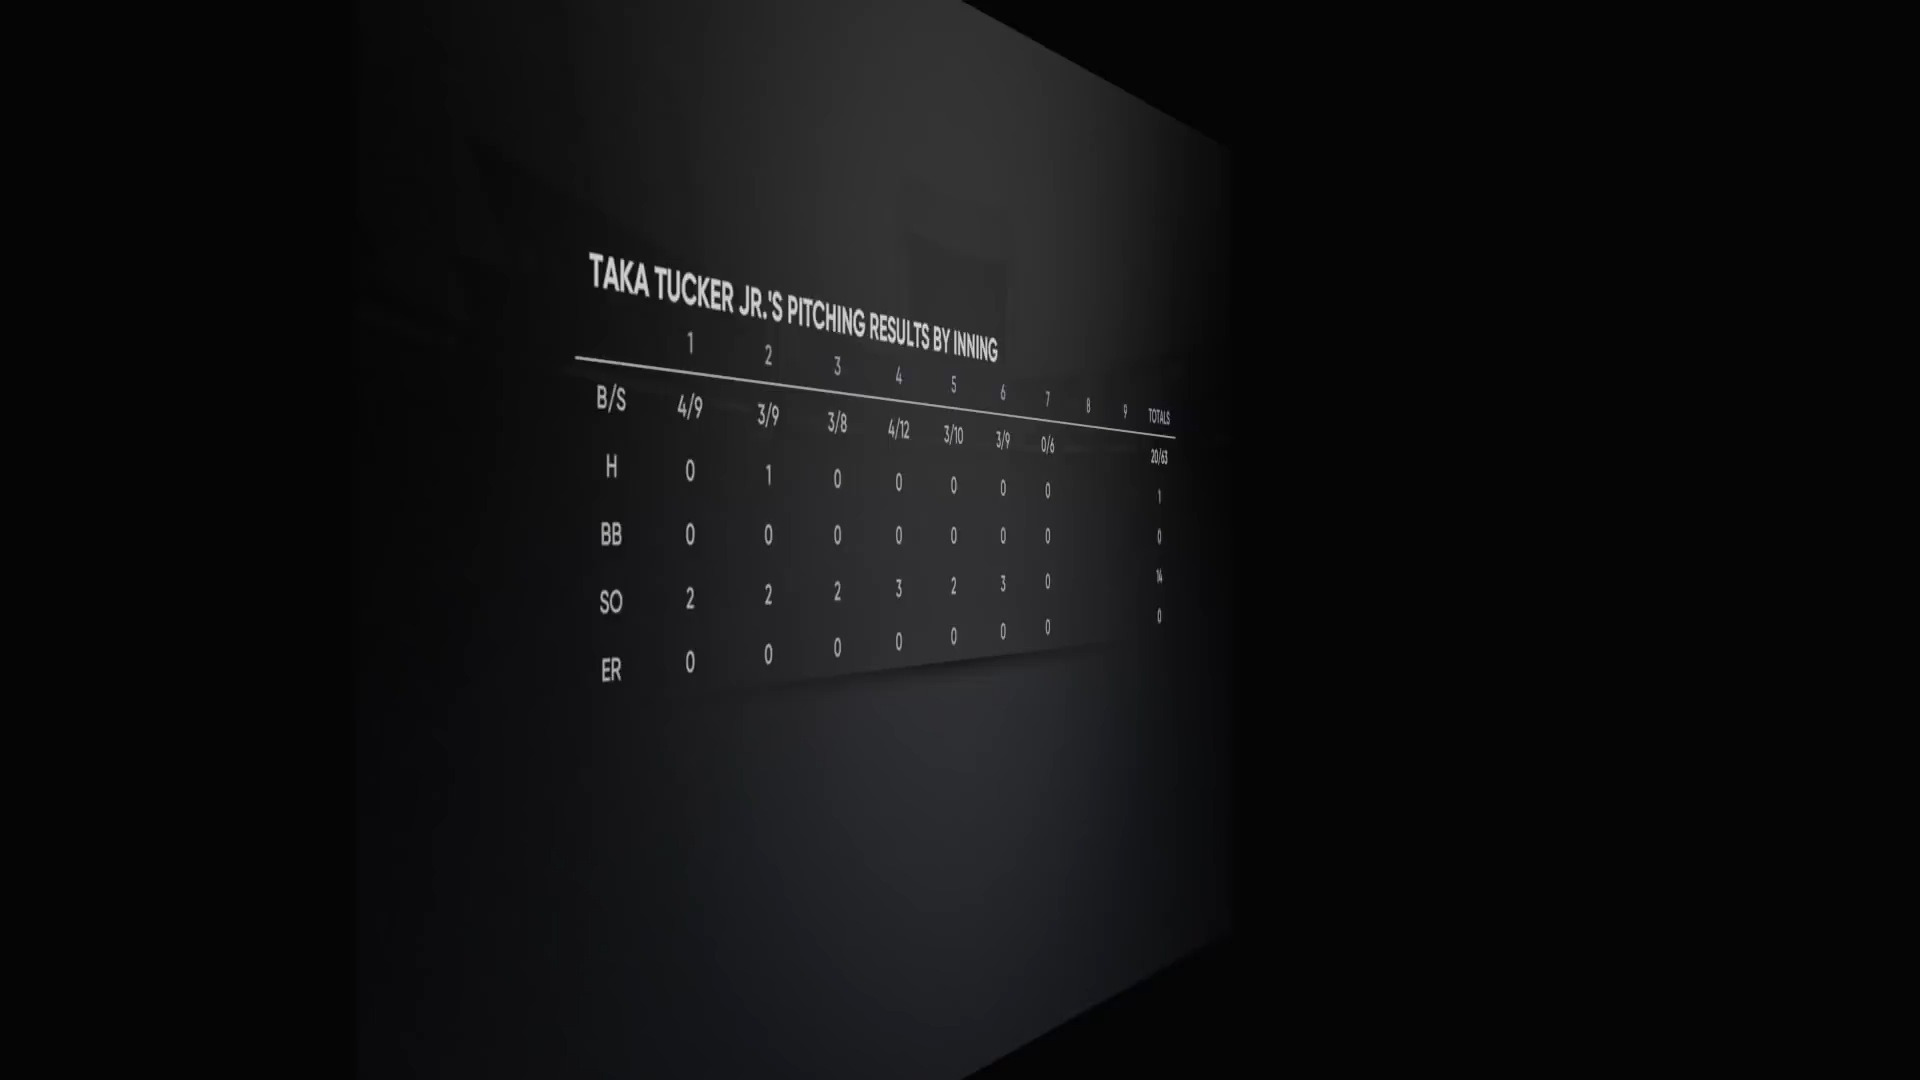 TAKA TUCKER JR.'S PITCHING RESULTS BY INNING
1 2 3 4 5 6 7 8 9 TOTALS
B/S 4/9 3/9 3/8 4/12 3/10 3/9 0/6 20/63
H 0 1 0 0 0 0 0 1
BB 0 0 0 0 0 0 0 0
SO 2 2 2 3 2 3 0 14
ER 0 0 0 0 0 0 0 0